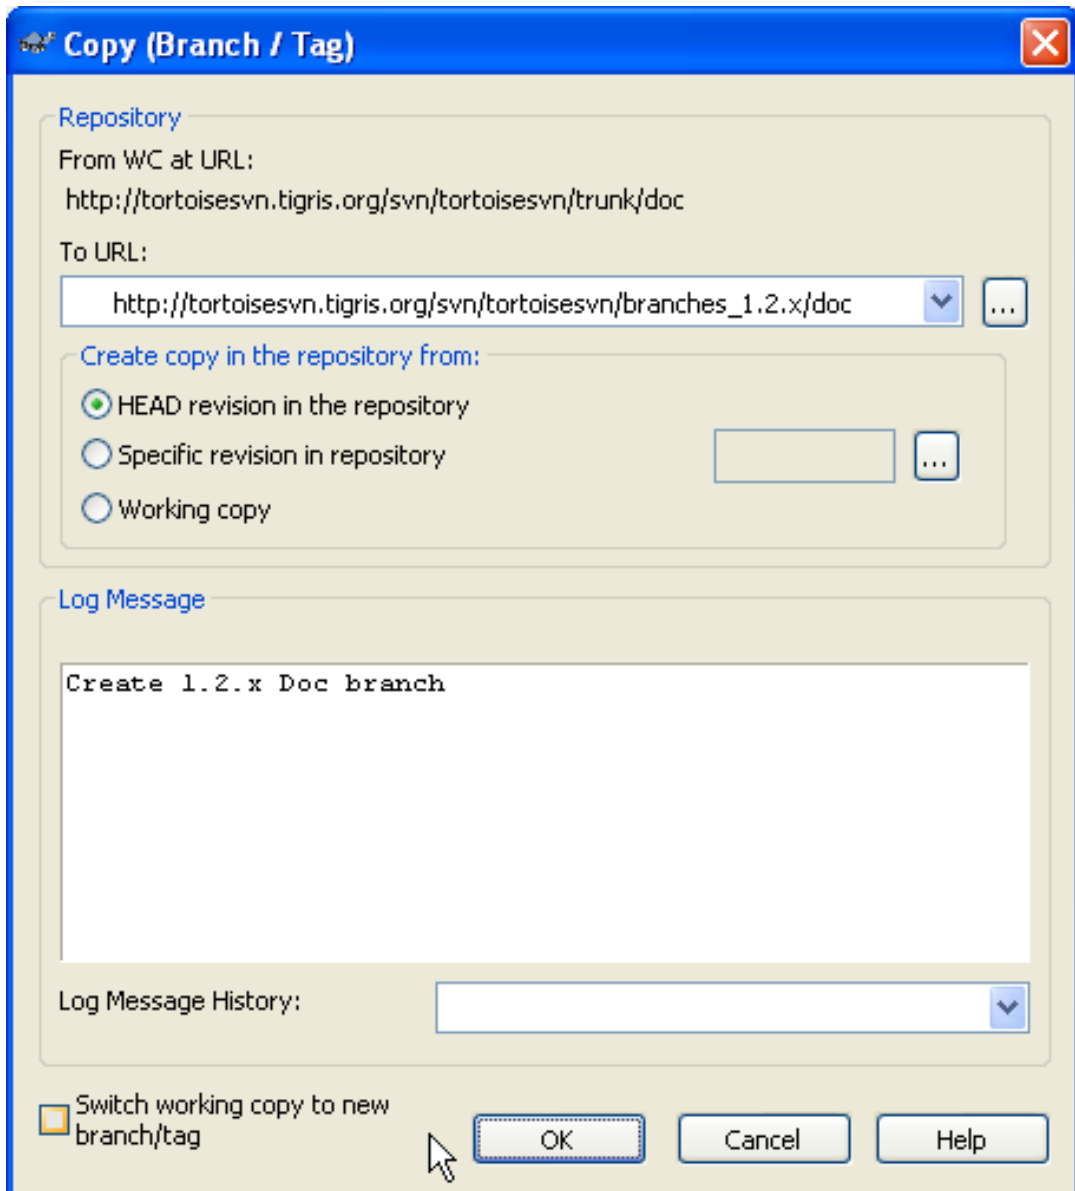 Copy (Branch / Tag)
Repository
From WC at URL:
http://tortoisesvn.tigris.org/svn/tortoisesvn/trunk/doc
To URL:
http://tortoisesvn.tigris.org/svn/tortoisesvn/branches_1.2.x/doc
...
Create copy in the repository from:
HEAD revision in the repository
Specific revision in repository
...
Working copy
Log Message
Create 1.2.x Doc branch
Log Message History:
Switch working copy to new
branch/tag
OK
Cancel
Help